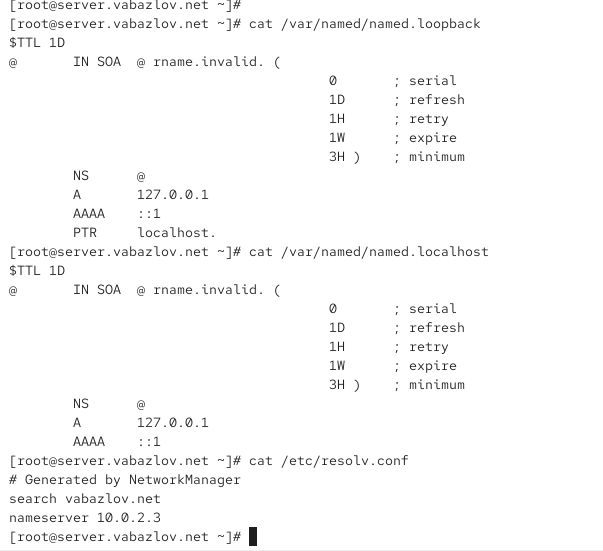 [root@server.vabazlov.net ~]#
[root@server.vabazlov.net ~]# cat /var/named/named.loopback
$TTL 1D
@       IN SOA  @ rname.invalid. (
                                        0       ; serial
                                        1D      ; refresh
                                        1H      ; retry
                                        1W      ; expire
                                        3H )    ; minimum
        NS      @
        A       127.0.0.1
        AAAA    ::1
        PTR     localhost.
[root@server.vabazlov.net ~]# cat /var/named/named.localhost
$TTL 1D
@       IN SOA  @ rname.invalid. (
                                        0       ; serial
                                        1D      ; refresh
                                        1H      ; retry
                                        1W      ; expire
                                        3H )    ; minimum
        NS      @
        A       127.0.0.1
        AAAA    ::1
[root@server.vabazlov.net ~]# cat /etc/resolv.conf
# Generated by NetworkManager
search vabazlov.net
nameserver 10.0.2.3
[root@server.vabazlov.net ~]#